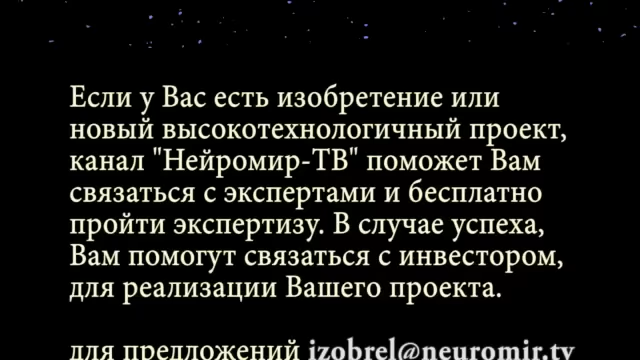 Если у Вас есть изобретение или
новый высокотехнологичный проект,
канал "Нейромир-ТВ" поможет Вам
связаться с экспертами и бесплатно
пройти экспертизу. В случае успеха,
Вам помогут связаться с инвестором,
для реализации Вашего проекта.
для предложений izobrel@neuromir.tv